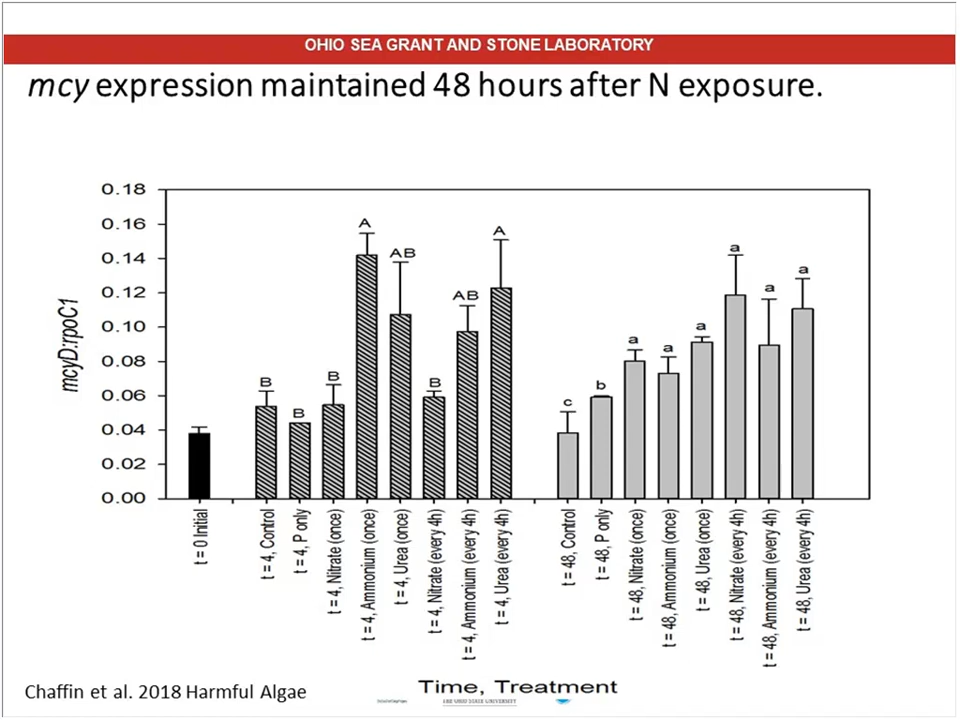 OHIO SEA GRANT AND STONE LABORATORY
mcy expression maintained 48 hours after N exposure.
0.18
0.16
0.14
0.12
0.10
0.08
0.06
0.04
0.02
0.00
mcyD:rpoC1
B
B
B
A
AB
B
AB
A
c
b
a
a
a
a
a
a
t = 0 Initial
t = 4, Control
t = 4, P only
t = 4, Nitrate (once)
t = 4, Ammonium (once)
t = 4, Urea (once)
t = 4, Nitrate (every 4h)
t = 4, Ammonium (every 4h)
t = 4, Urea (every 4h)
t = 48, Control
t = 48, P only
t = 48, Nitrate (once)
t = 48, Ammonium (once)
t = 48, Urea (once)
t = 48, Nitrate (every 4h)
t = 48, Ammonium (every 4h)
t = 48, Urea (every 4h)
Time, Treatment
Chaffin et al. 2018 Harmful Algae
THE OHIO STATE UNIVERSITY